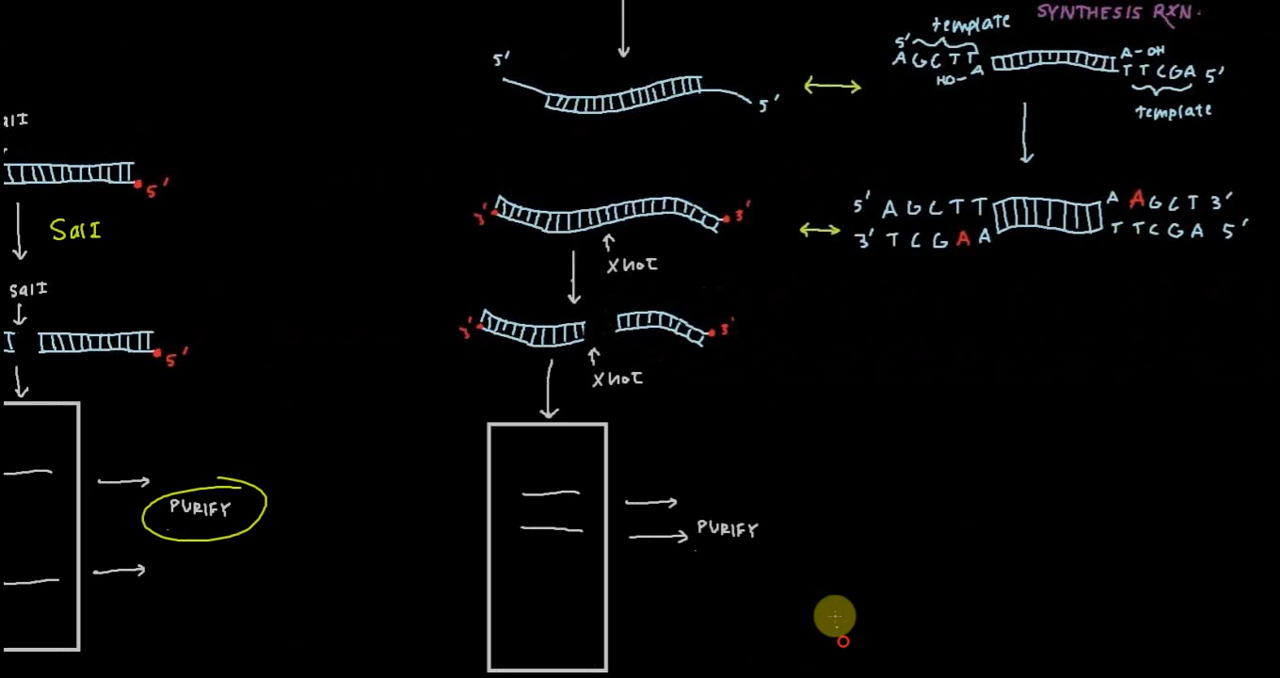 SYNTHESIS RXN.
template
5'
AGCTT
HO-A
A-OH
TTCGA 5'
template
5'
5'
SalI
5'
SalI
SalI
5'
PURIFY
3'
3'
XhoI
3'
3'
XhoI
PURIFY
5' AGCTT
A AGCT 3'
3' TCGAA
TTCGA 5'